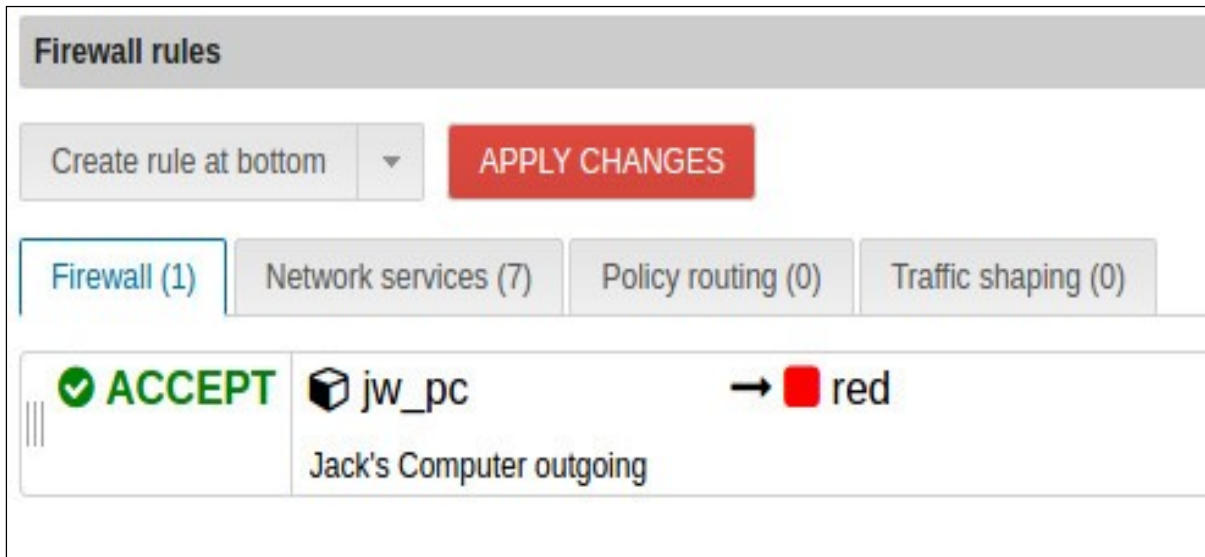 Firewall rules
Create rule at bottom
APPLY CHANGES
Firewall (1)
Network services (7)
Policy routing (0)
Traffic shaping (0)
ACCEPT
jw_pc
red
Jack's Computer outgoing